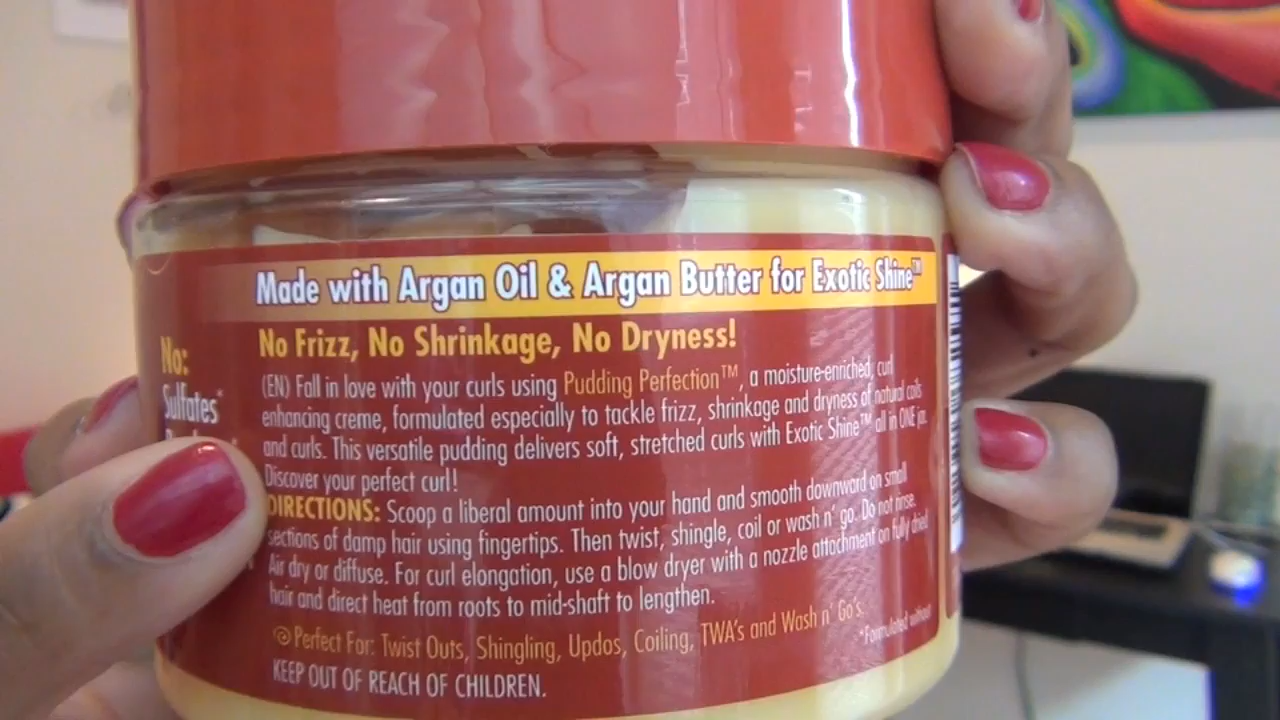 Made with Argan Oil & Argan Butter for Exotic Shine™
No Frizz, No Shrinkage, No Dryness!
No:
Sulfates*
(EN) Fall in love with your curls using Pudding Perfection™, a moisture-enriched, curl
enhancing creme, formulated especially to tackle frizz, shrinkage and dryness of natural coils
and curls. This versatile pudding delivers soft, stretched curls with Exotic Shine™ all in ONE jar.
Discover your perfect curl!
DIRECTIONS: Scoop a liberal amount into your hand and smooth downward on small
sections of damp hair using fingertips. Then twist, shingle, coil or wash n' go. Do not rinse.
Air dry or diffuse. For curl elongation, use a blow dryer with a nozzle attachment on fully dried
hair and direct heat from roots to mid-shaft to lengthen.
Perfect For: Twist Outs, Shingling, Updos, Coiling, TWA's and Wash n' Go's.
*Formulated without
KEEP OUT OF REACH OF CHILDREN.